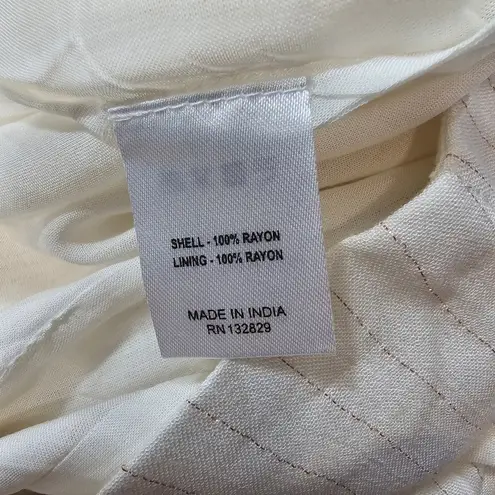 SHELL - 100% RAYON
LINING - 100% RAYON
MADE IN INDIA
RN 132829